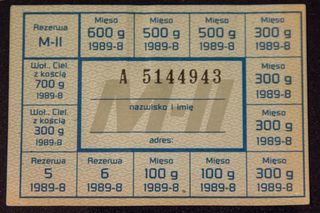 Rezerwa
M-II
Mięso
600 g
1989-8
Mięso
500 g
1989-8
Mięso
500 g
1989-8
Mięso
300 g
1989-8
Woł. Ciel.
z kością
700 g
1989-8
A 5144943
M-II
nazwisko i imię
adres:
Mięso
300 g
1989-8
Woł. Ciel.
z kością
300 g
1989-8
Mięso
300 g
1989-8
Rezerwa
5
1989-8
Rezerwa
6
1989-8
Mięso
100 g
1989-8
Mięso
100 g
1989-8
Mięso
300 g
1989-8